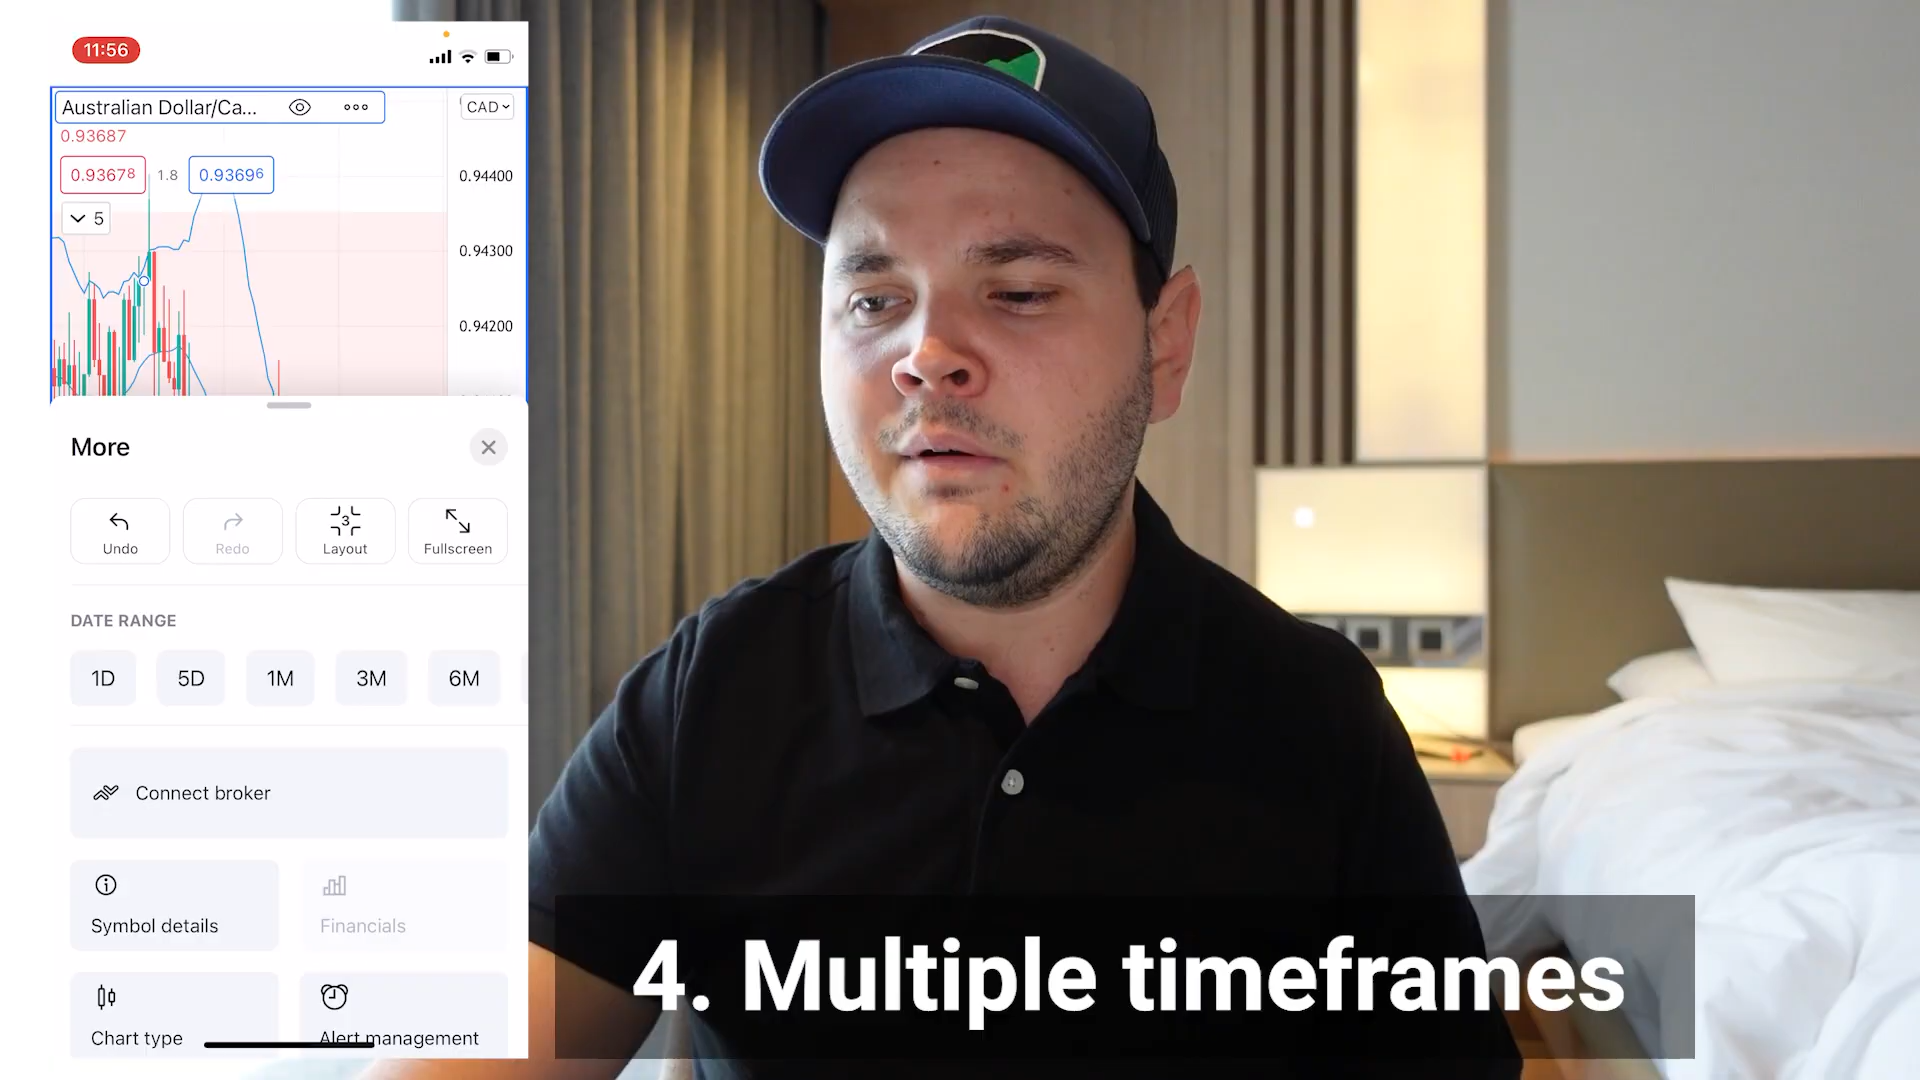 11:56
Australian Dollar/Ca...
CAD
0.93687
0.93678
1.8
0.93696
5
0.94400
0.94300
0.94200
More
Undo
Redo
3
Layout
Fullscreen
DATE RANGE
1D
5D
1M
3M
6M
Connect broker
Symbol details
Financials
Chart type
Alert management
4. Multiple timeframes